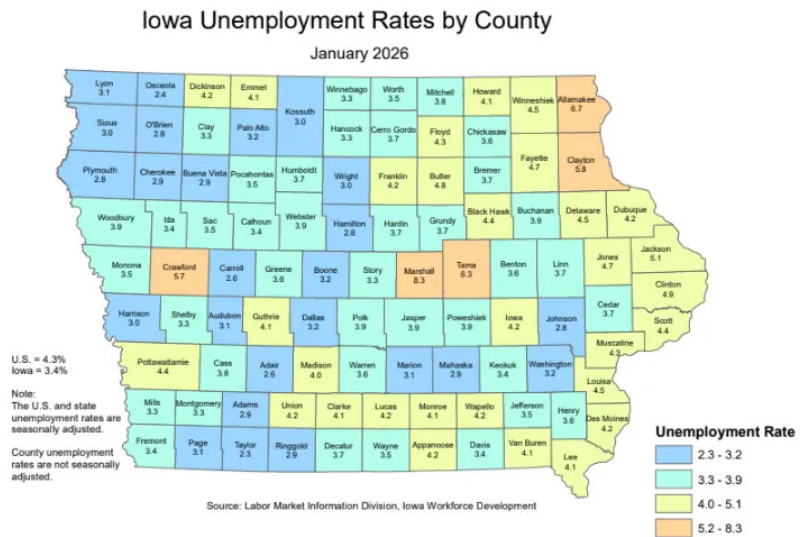 Iowa Unemployment Rates by County
January 2026
Lyon 3.1
Osceola 2.4
Dickinson 4.2
Emmet 4.1
Kossuth 3.0
Winnebago 3.3
Worth 3.5
Mitchell 3.8
Howard 4.1
Winneshiek 4.5
Allamakee 6.7
Sioux 3.0
O'Brien 2.8
Clay 3.3
Palo Alto 3.2
Hancock 3.3
Cerro Gordo 3.7
Floyd 4.3
Chickasaw 3.6
Fayette 4.7
Clayton 5.8
Plymouth 2.8
Cherokee 2.9
Buena Vista 2.9
Pocahontas 3.5
Humboldt 3.7
Wright 3.0
Franklin 4.2
Butler 4.8
Bremer 3.7
Woodbury 3.9
Ida 3.4
Sac 3.5
Calhoun 3.4
Webster 3.9
Hamilton 2.8
Hardin 3.7
Grundy 3.7
Black Hawk 4.4
Buchanan 3.9
Delaware 4.5
Dubuque 4.2
Monona 3.5
Crawford 5.7
Carroll 2.6
Greene 3.6
Boone 3.2
Story 3.3
Marshall 8.3
Tama 6.3
Benton 3.6
Linn 3.7
Jones 4.7
Jackson 5.1
Clinton 4.9
Harrison 3.0
Shelby 3.3
Audubon 3.1
Guthrie 4.1
Dallas 3.2
Polk 3.9
Jasper 3.9
Poweshiek 3.9
Iowa 4.2
Johnson 2.8
Cedar 3.7
Scott 4.4
Muscatine 4.3
Pottawattamie 4.4
Cass 3.8
Adair 2.6
Madison 4.0
Warren 3.6
Marion 3.1
Mahaska 2.9
Keokuk 3.4
Washington 3.2
Louisa 4.5
Mills 3.3
Montgomery 3.3
Adams 2.9
Union 4.2
Clarke 4.1
Lucas 4.2
Monroe 4.1
Wapello 4.2
Jefferson 3.5
Henry 3.6
Des Moines 4.2
Fremont 3.4
Page 3.1
Taylor 2.3
Ringgold 2.9
Decatur 3.7
Wayne 3.5
Appanoose 4.2
Davis 3.4
Van Buren 4.1
Lee 4.1
U.S. = 4.3%
Iowa = 3.4%
Note:
The U.S. and state
unemployment rates are
seasonally adjusted.
County unemployment
rates are not seasonally
adjusted.
Unemployment Rate
2.3 - 3.2
3.3 - 3.9
4.0 - 5.1
5.2 - 8.3
Source: Labor Market Information Division, Iowa Workforce Development